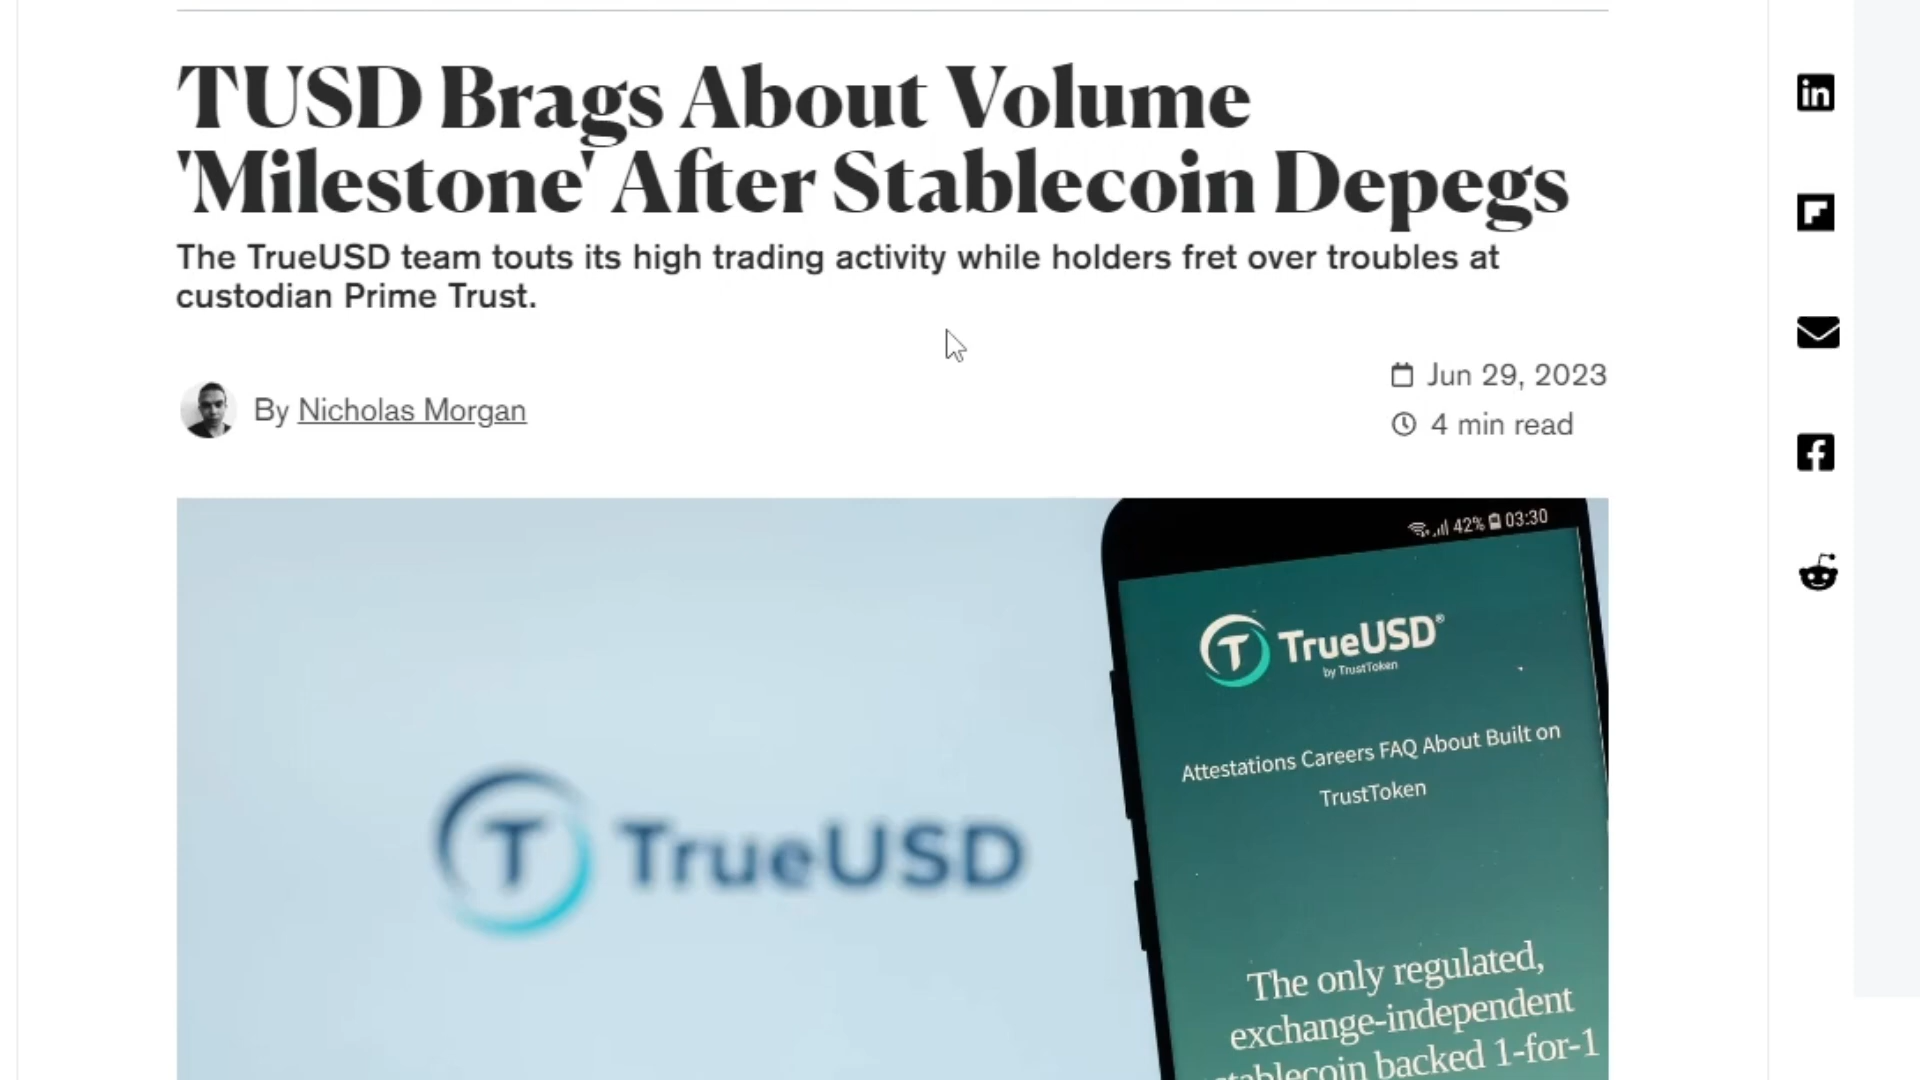 TUSD Brags About Volume
'Milestone' After Stablecoin Depegs
The TrueUSD team touts its high trading activity while holders fret over troubles at
custodian Prime Trust.
By Nicholas Morgan
Jun 29, 2023
4 min read
42% 03:30
T TrueUSD®
by TrustToken
Attestations Careers FAQ About Built on
TrustToken
T TrueUSD
The only regulated,
exchange-independent
stablecoin backed 1-for-1